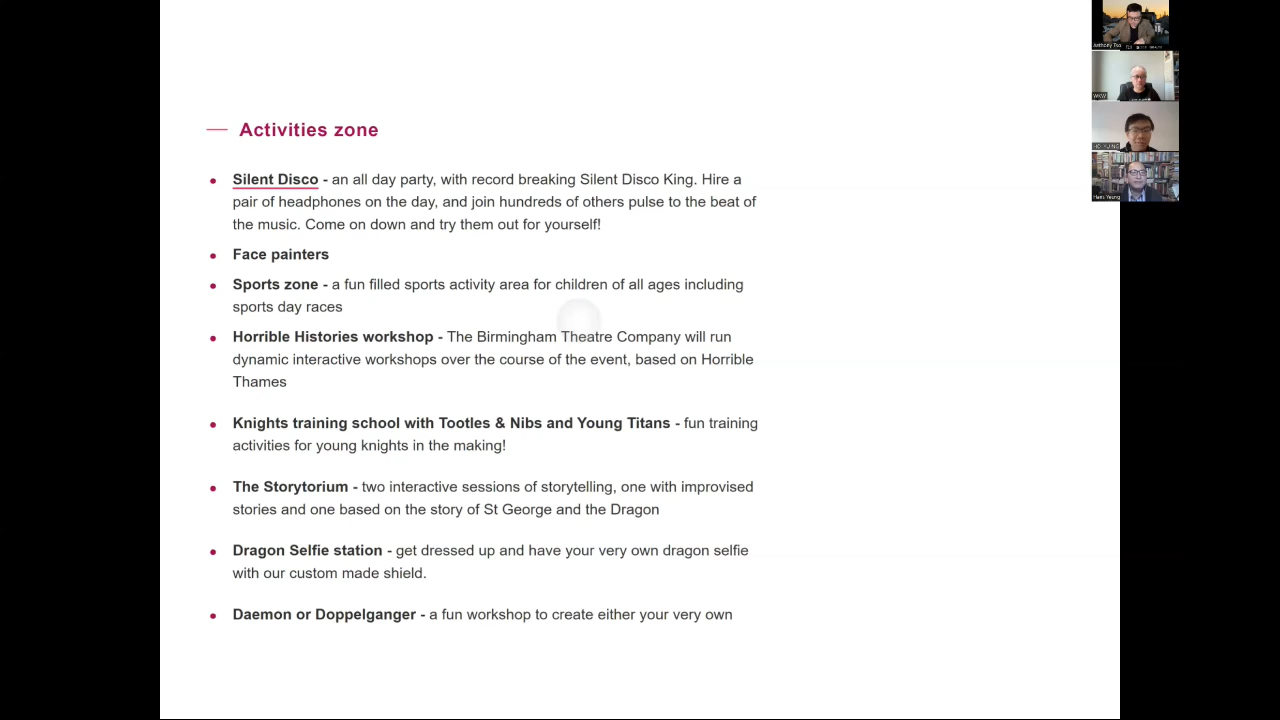 Activities zone
Silent Disco - an all day party, with record breaking Silent Disco King. Hire a
pair of headphones on the day, and join hundreds of others pulse to the beat of
the music. Come on down and try them out for yourself!
Face painters
Sports zone - a fun filled sports activity area for children of all ages including
sports day races
Horrible Histories workshop - The Birmingham Theatre Company will run
dynamic interactive workshops over the course of the event, based on Horrible
Thames
Knights training school with Tootles & Nibs and Young Titans - fun training
activities for young knights in the making!
The Storytorium - two interactive sessions of storytelling, one with improvised
stories and one based on the story of St George and the Dragon
Dragon Selfie station - get dressed up and have your very own dragon selfie
with our custom made shield.
Daemon or Doppelganger - a fun workshop to create either your very own
Anthony Tso
WKW
Hans Yeung